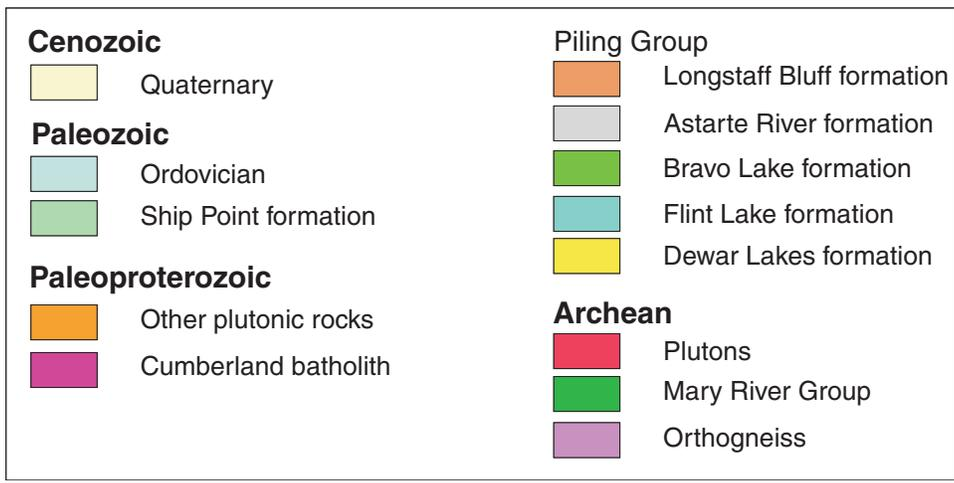 Cenozoic
Quaternary
Paleozoic
Ordovician
Ship Point formation
Paleoproterozoic
Other plutonic rocks
Cumberland batholith
Piling Group
Longstaff Bluff formation
Astarte River formation
Bravo Lake formation
Flint Lake formation
Dewar Lakes formation
Archean
Plutons
Mary River Group
Orthogneiss